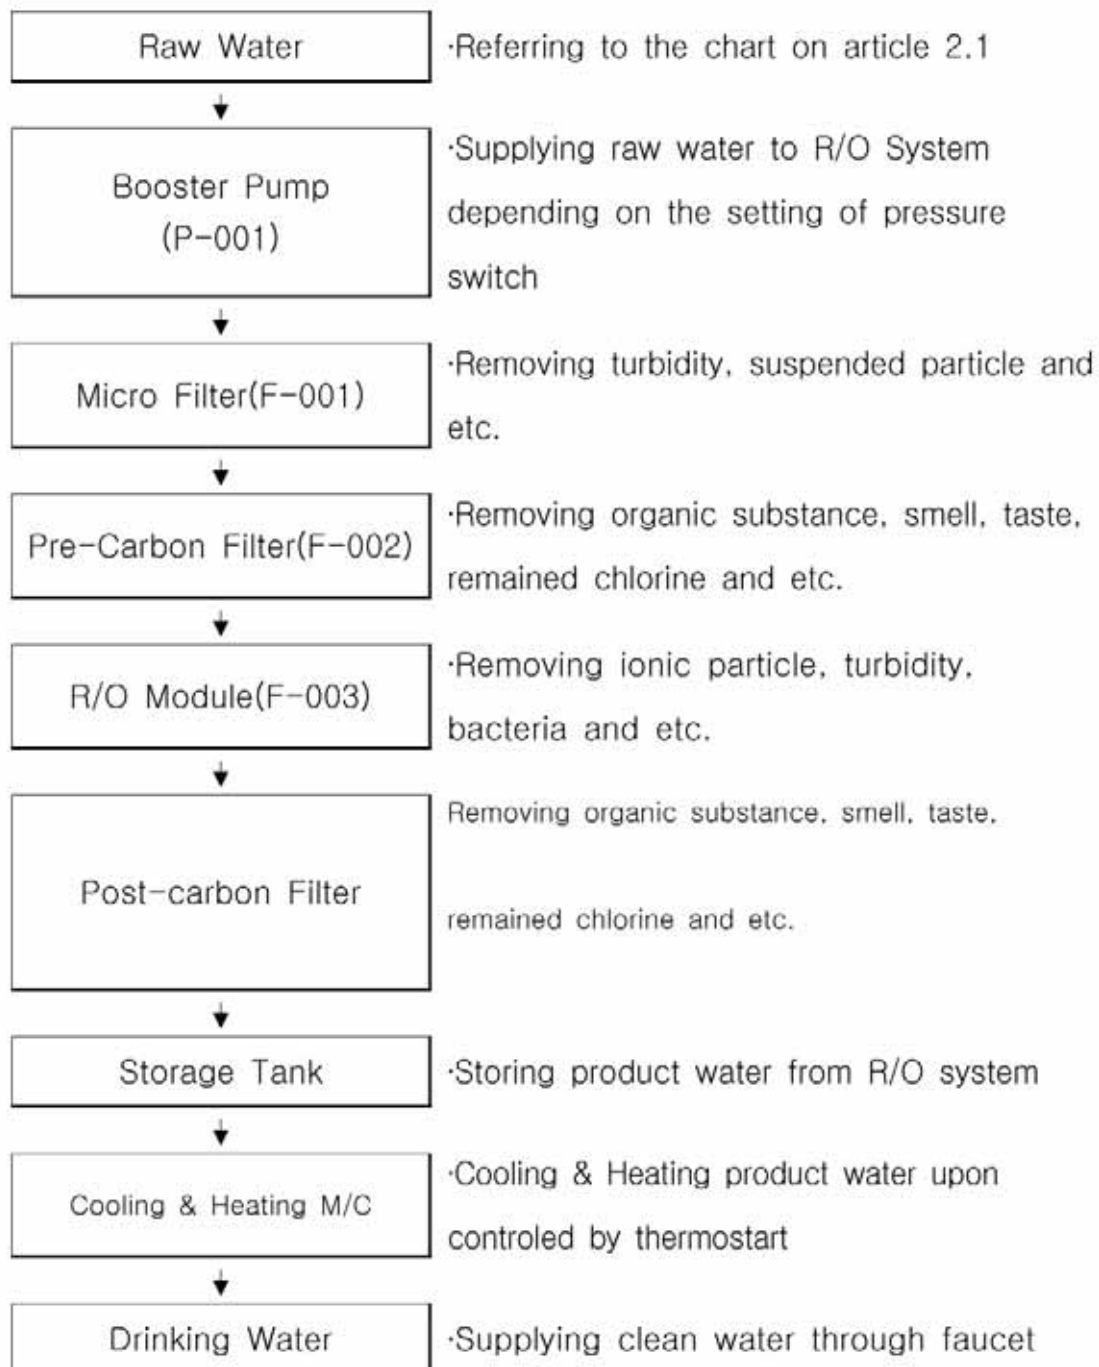 Raw Water
·Referring to the chart on article 2.1
Booster Pump
(P-001)
·Supplying raw water to R/O System
depending on the setting of pressure
switch
Micro Filter(F-001)
·Removing turbidity, suspended particle and
etc.
Pre-Carbon Filter(F-002)
·Removing organic substance, smell, taste,
remained chlorine and etc.
R/O Module(F-003)
·Removing ionic particle, turbidity,
bacteria and etc.
Post-carbon Filter
Removing organic substance, smell, taste,
remained chlorine and etc.
Storage Tank
·Storing product water from R/O system
Cooling & Heating M/C
·Cooling & Heating product water upon
controled by thermostart
Drinking Water
·Supplying clean water through faucet